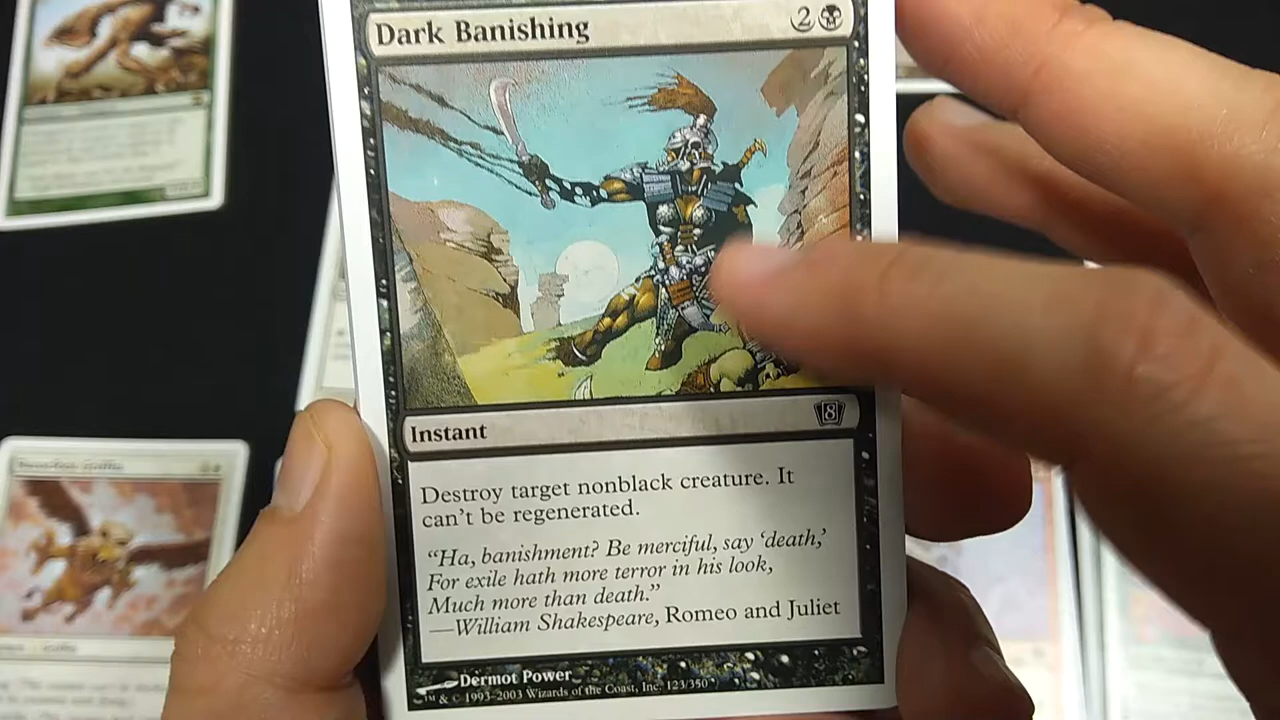 Dark Banishing
2
Instant
8
Destroy target nonblack creature. It
can't be regenerated.
“Ha, banishment? Be merciful, say ‘death,’
For exile hath more terror in his look,
Much more than death.”
—William Shakespeare, Romeo and Juliet
Dermot Power
™ & © 1993–2003 Wizards of the Coast, Inc. 123/350